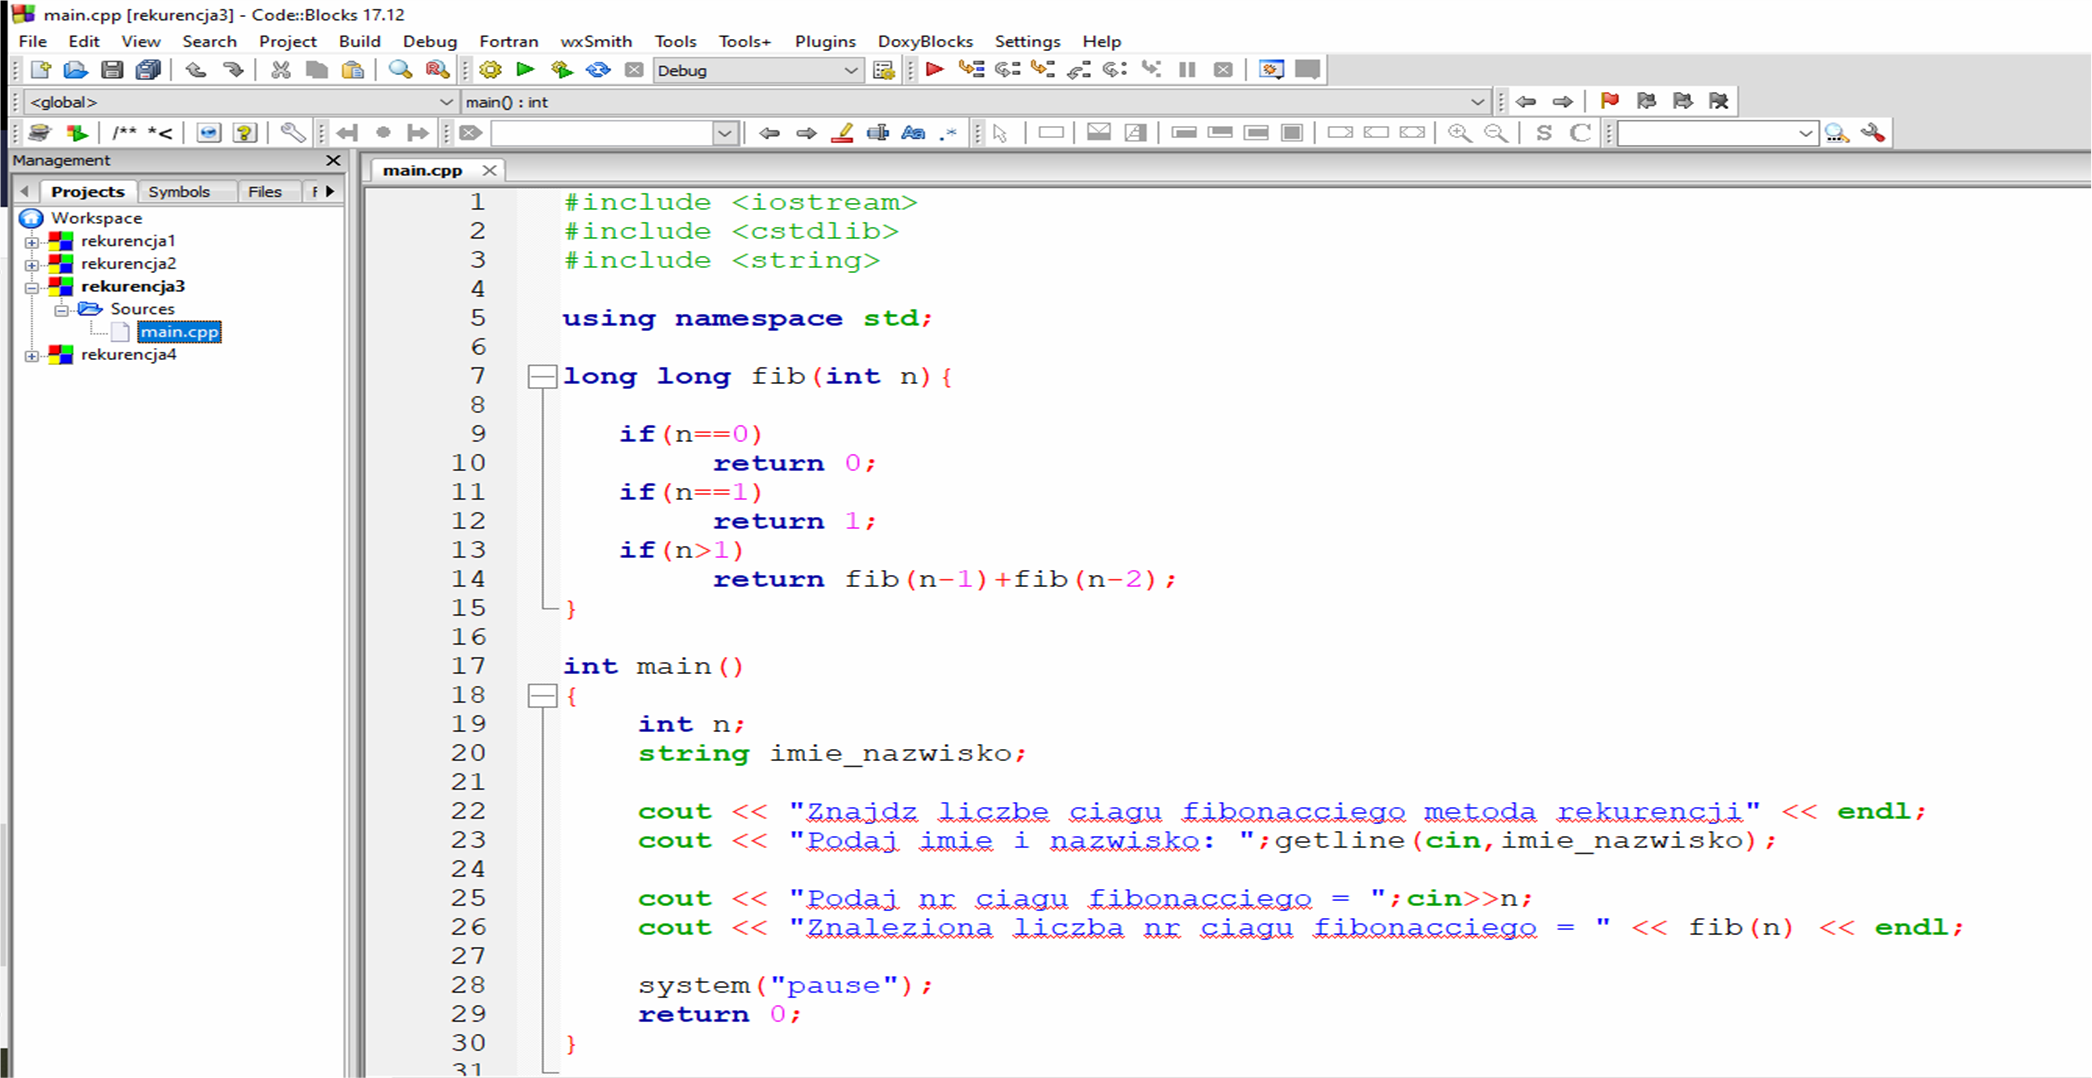 main.cpp [rekurencja3] - Code::Blocks 17.12
File Edit View Search Project Build Debug Fortran wxSmith Tools Tools+ Plugins DoxyBlocks Settings Help
Debug
<global> main() : int
/** *<
S C
Management
main.cpp
Projects Symbols Files
Workspace
rekurencja1
rekurencja2
rekurencja3
Sources
main.cpp
rekurencja4
1 #include <iostream>
2 #include <cstdlib>
3 #include <string>
4
5 using namespace std;
6
7 long long fib(int n){
8
9 if(n==0)
10 return 0;
11 if(n==1)
12 return 1;
13 if(n>1)
14 return fib(n-1)+fib(n-2);
15 }
16
17 int main()
18 {
19 int n;
20 string imie_nazwisko;
21
22 cout << "Znajdz liczbe ciagu fibonacciego metoda rekurencji" << endl;
23 cout << "Podaj imie i nazwisko: ";getline(cin,imie_nazwisko);
24
25 cout << "Podaj nr ciagu fibonacciego = ";cin>>n;
26 cout << "Znaleziona liczba nr ciagu fibonacciego = " << fib(n) << endl;
27
28 system("pause");
29 return 0;
30 }
31